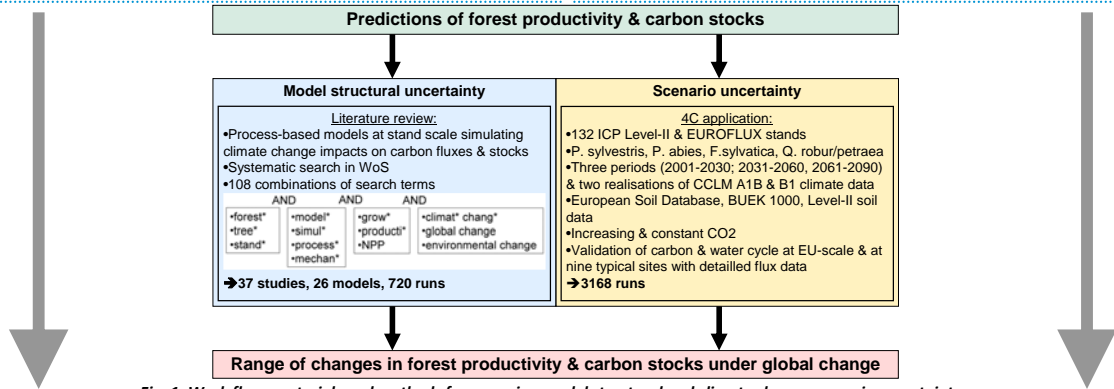 Predictions of forest productivity & carbon stocks
Model structural uncertainty
Literature review:
•Process-based models at stand scale simulating
climate change impacts on carbon fluxes & stocks
•Systematic search in WoS
•108 combinations of search terms
AND AND AND
•forest*
•tree*
•stand*
•model*
•simul*
•process*
•mechan*
•grow*
•producti*
•NPP
•climat* chang*
•global change
•environmental change
➔37 studies, 26 models, 720 runs
Scenario uncertainty
4C application:
•132 ICP Level-II & EUROFLUX stands
•P. sylvestris, P. abies, F.sylvatica, Q. robur/petraea
•Three periods (2001-2030; 2031-2060, 2061-2090)
& two realisations of CCLM A1B & B1 climate data
•European Soil Database, BUEK 1000, Level-II soil
data
•Increasing & constant CO2
•Validation of carbon & water cycle at EU-scale & at
nine typical sites with detailled flux data
➔3168 runs
Range of changes in forest productivity & carbon stocks under global change